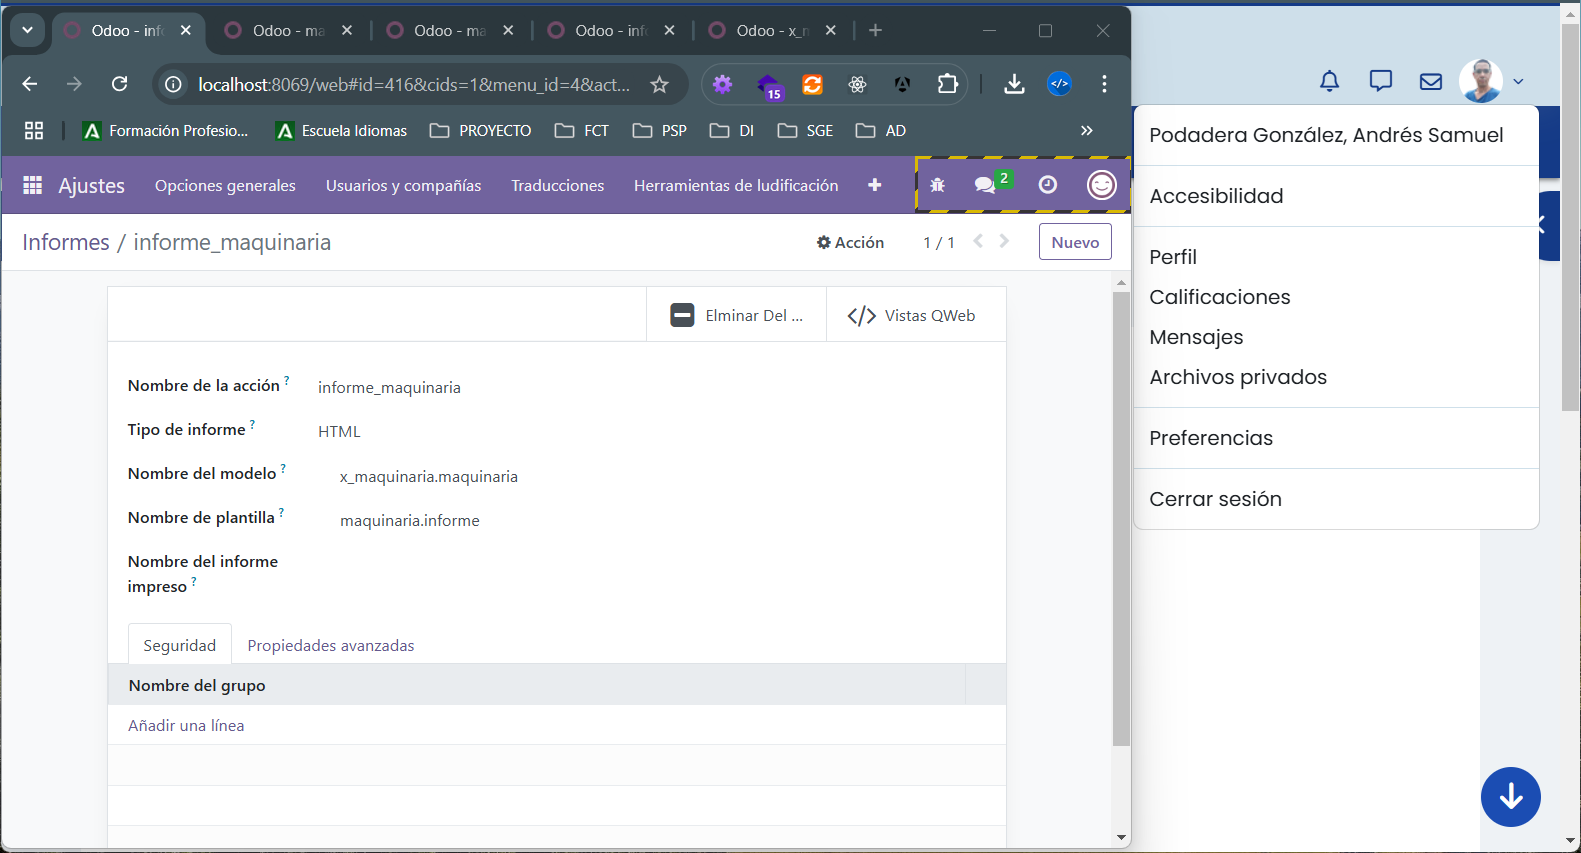 Odoo - inf
Odoo - ma
Odoo - ma
Odoo - inf
Odoo - x_m
localhost:8069/web#id=416&cids=1&menu_id=4&act...
15
Formación Profesio...
Escuela Idiomas
PROYECTO
FCT
PSP
DI
SGE
AD
Ajustes
Opciones generales
Usuarios y compañías
Traducciones
Herramientas de ludificación
2
Informes / informe_maquinaria
Acción
1 / 1
Nuevo
Elminar Del ...
Vistas QWeb
Nombre de la acción ?
informe_maquinaria
Tipo de informe ?
HTML
Nombre del modelo ?
x_maquinaria.maquinaria
Nombre de plantilla ?
maquinaria.informe
Nombre del informe
impreso ?
Seguridad
Propiedades avanzadas
Nombre del grupo
Añadir una línea
Podadera González, Andrés Samuel
Accesibilidad
Perfil
Calificaciones
Mensajes
Archivos privados
Preferencias
Cerrar sesión